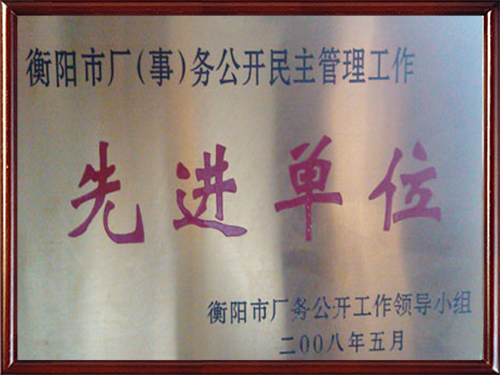 衡阳市厂(事)务公开民主管理工作
先进单位
衡阳市厂务公开工作领导小组
二00八年五月